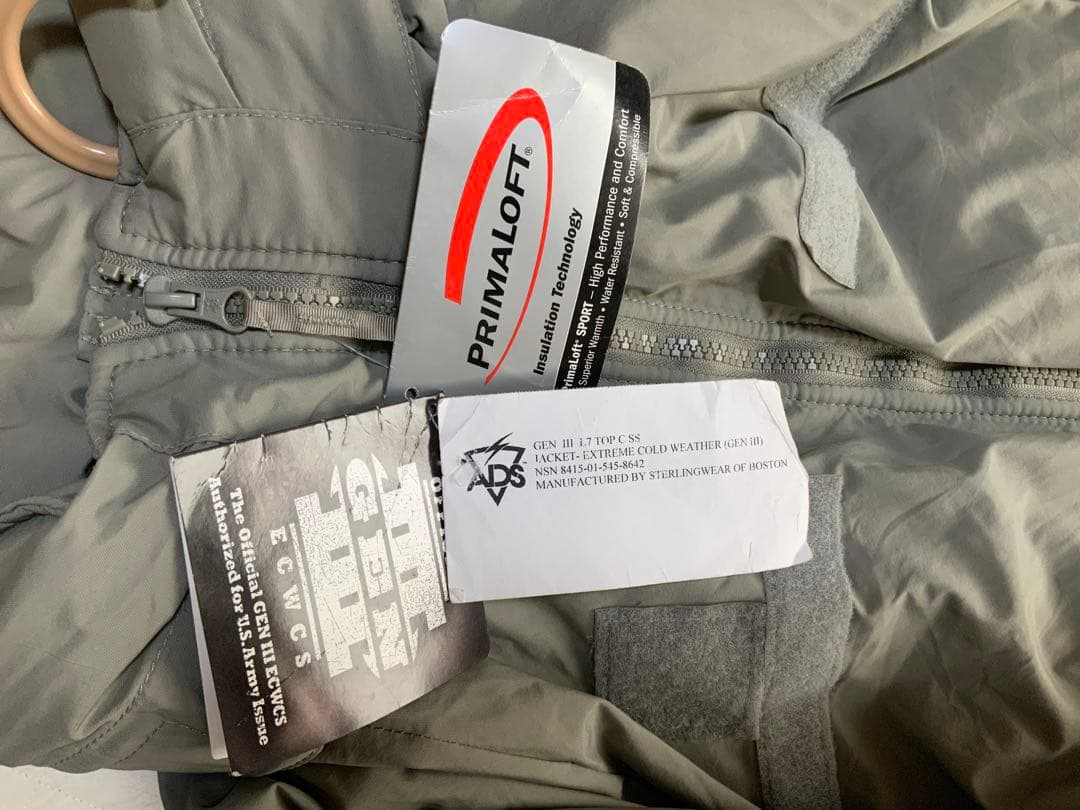 PRIMALOFT®
Insulation Technology
PrimaLoft® SPORT – High Performance and Comfort
Superior Warmth • Water Resistant • Soft & Compressible
ADS
GEN III L7 TOP C SS
JACKET- EXTREME COLD WEATHER (GEN III)
NSN 8415-01-545-8642
MANUFACTURED BY STERLINGWEAR OF BOSTON
GEN III
ECWCS
The Official GEN III ECWCS
Authorized for U.S. Army Issue